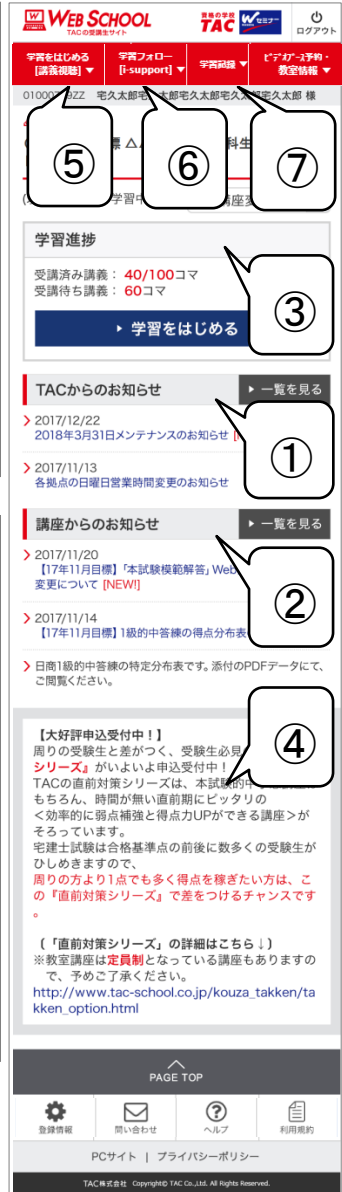 WEB SCHOOL
TACの受講生サイト
資格の学校
TAC
Wセミナー
ログアウト
学習をはじめる
[講義視聴] ▼
学習フォロー
[i-support] ▼
学習記録 ▼
ﾋﾞﾃﾞｵﾌﾞｰｽ予約・
教室情報 ▼
宅久太郎宅久太郎宅久太郎宅久太郎 様
⑤
⑥
⑦
学習進捗
③
受講済み講義： 40/100コマ
受講待ち講義： 60コマ
学習をはじめる
TACからのお知らせ
一覧を見る
①
2017/12/22
2018年3月31日メンテナンスのお知らせ
2017/11/13
各拠点の日曜日営業時間変更のお知らせ
講座からのお知らせ
一覧を見る
②
2017/11/20
【17年11月目標】「本試験模範解答」Web
変更について [NEW!]
2017/11/14
【17年11月目標】1級的中答練の得点分布表
日商1級的中答練の特定分布表です。添付のPDFデータにて、
ご閲覧ください。
④
【大好評申込受付中！】
周りの受験生と差がつく、受験生必見
シリーズ』がいよいよ申込受付中！
TACの直前対策シリーズは、本試験的中
もちろん、時間が無い直前期にピッタリの
＜効率的に弱点補強と得点力UPができる講座＞が
そろっています。
宅建士試験は合格基準点の前後に数多くの受験生が
ひしめきますので、
周りの方より1点でも多く得点を稼ぎたい方は、こ
の『直前対策シリーズ』で差をつけるチャンスです
。
(「直前対策シリーズ」の詳細はこちら↓)
※教室講座は定員制となっている講座もありますの
で、予めご了承ください。
http://www.tac-school.co.jp/kouza_takken/ta
kken_option.html
PAGE TOP
登録情報
問い合わせ
ヘルプ
利用規約
PCサイト | プライバシーポリシー
TAC株式会社 Copyright© TAC Co.,Ltd. All Rights Reserved.